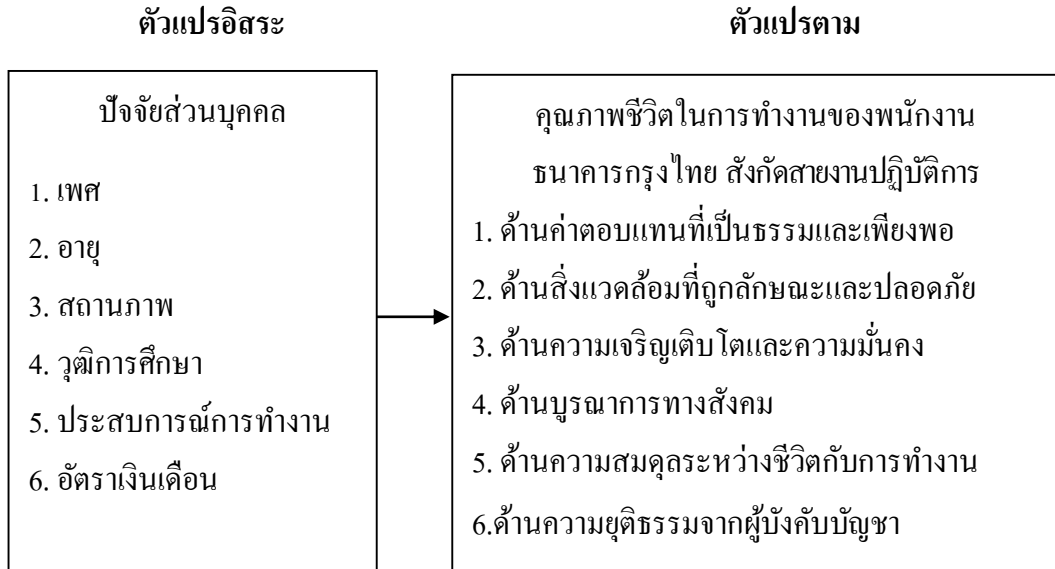 ตัวแปรอิสระ
ตัวแปรตาม
ปัจจัยส่วนบุคคล
1. เพศ
2. อายุ
3. สถานภาพ
4. วุฒิการศึกษา
5. ประสบการณ์การทำงาน
6. อัตราเงินเดือน
คุณภาพชีวิตในการทำงานของพนักงาน
ธนาคารกรุงไทย สังกัดสายงานปฏิบัติการ
1. ด้านค่าตอบแทนที่เป็นธรรมและเพียงพอ
2. ด้านสิ่งแวดล้อมที่ถูกลักษณะและปลอดภัย
3. ด้านความเจริญเติบโตและความมั่นคง
4. ด้านบูรณาการทางสังคม
5. ด้านความสมดุลระหว่างชีวิตกับการทำงาน
6.ด้านความยุติธรรมจากผู้บังคับบัญชา